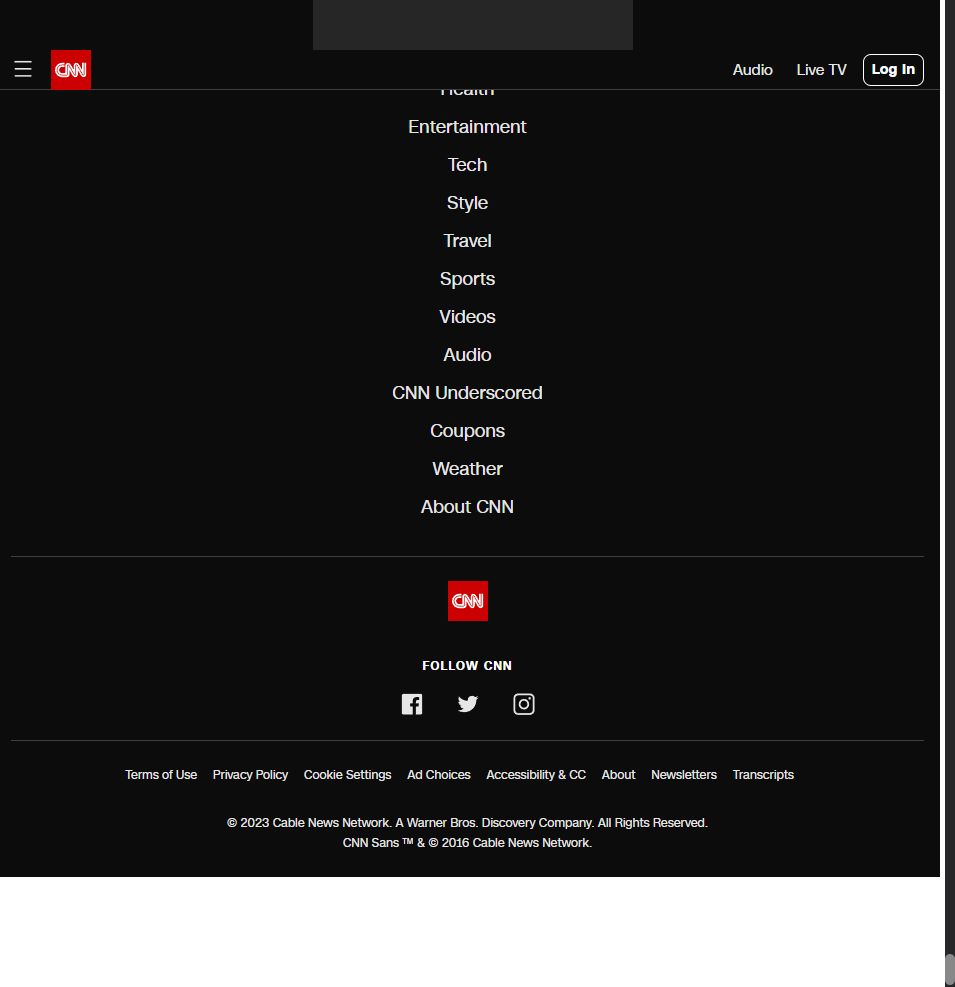 CNN Audio Live TV Log In
Health
Entertainment
Tech
Style
Travel
Sports
Videos
Audio
CNN Underscored
Coupons
Weather
About CNN
CNN
FOLLOW CNN
Terms of Use Privacy Policy Cookie Settings Ad Choices Accessibility & CC About Newsletters Transcripts
© 2023 Cable News Network. A Warner Bros. Discovery Company. All Rights Reserved.
CNN Sans ™ & © 2016 Cable News Network.